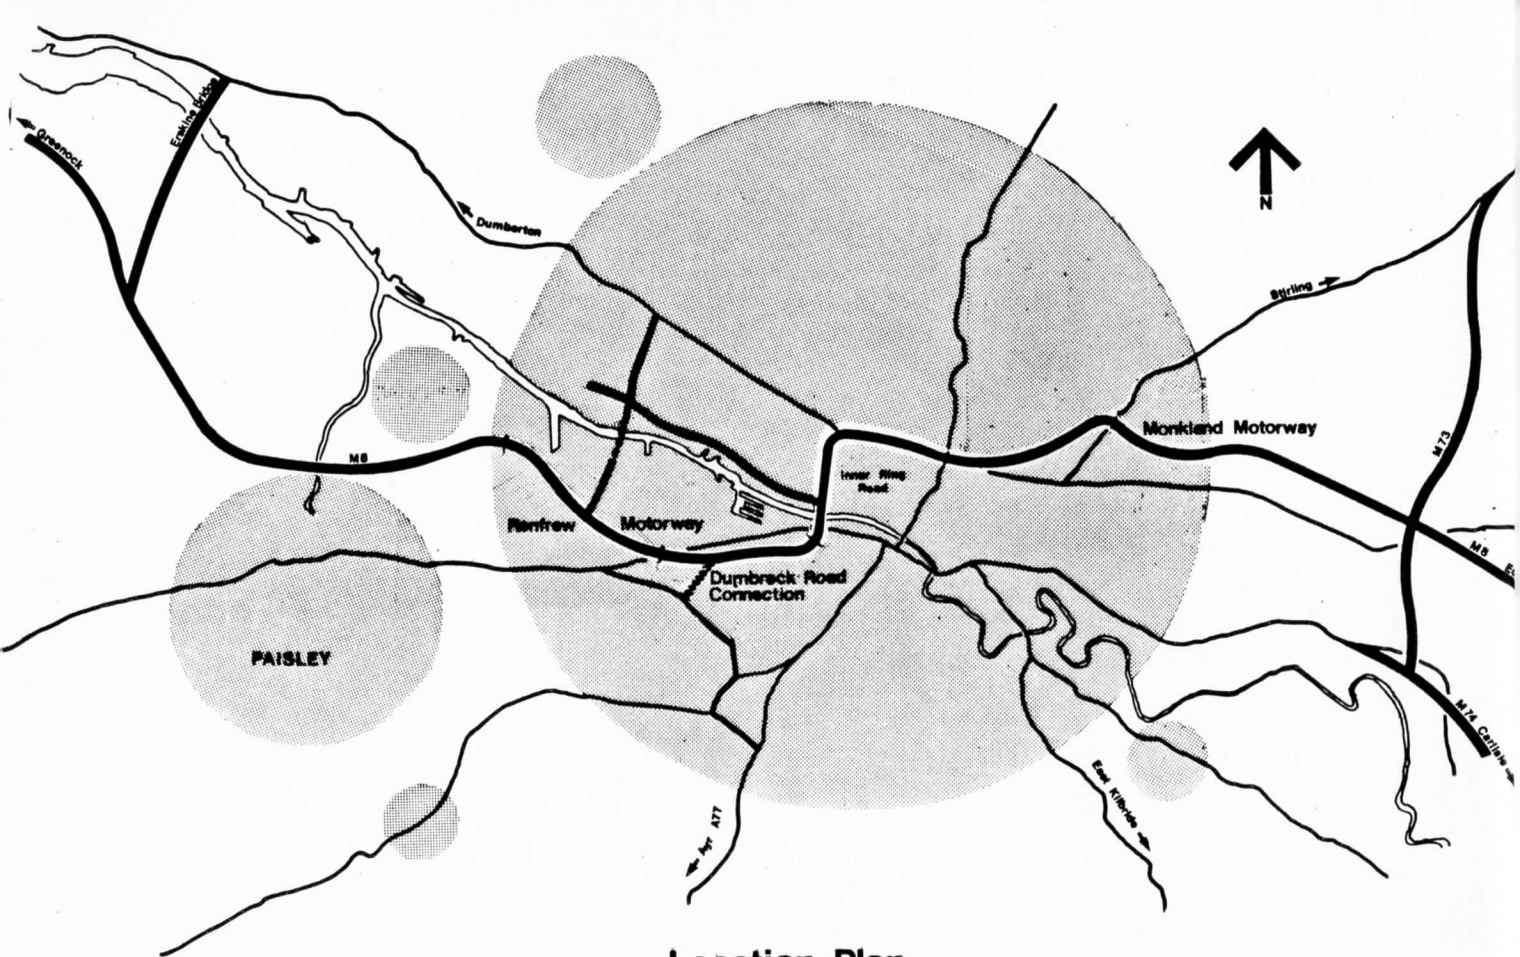 Greenock
Erskine Bridge
Dumbarton
N
Stirling
M8
Monkland Motorway
M73
Inner Ring
Road
Renfrew Motorway
M8
Dumbreck Road
Connection
PAISLEY
M74 Carlisle
East Kilbride
Ayr A77
Location Plan